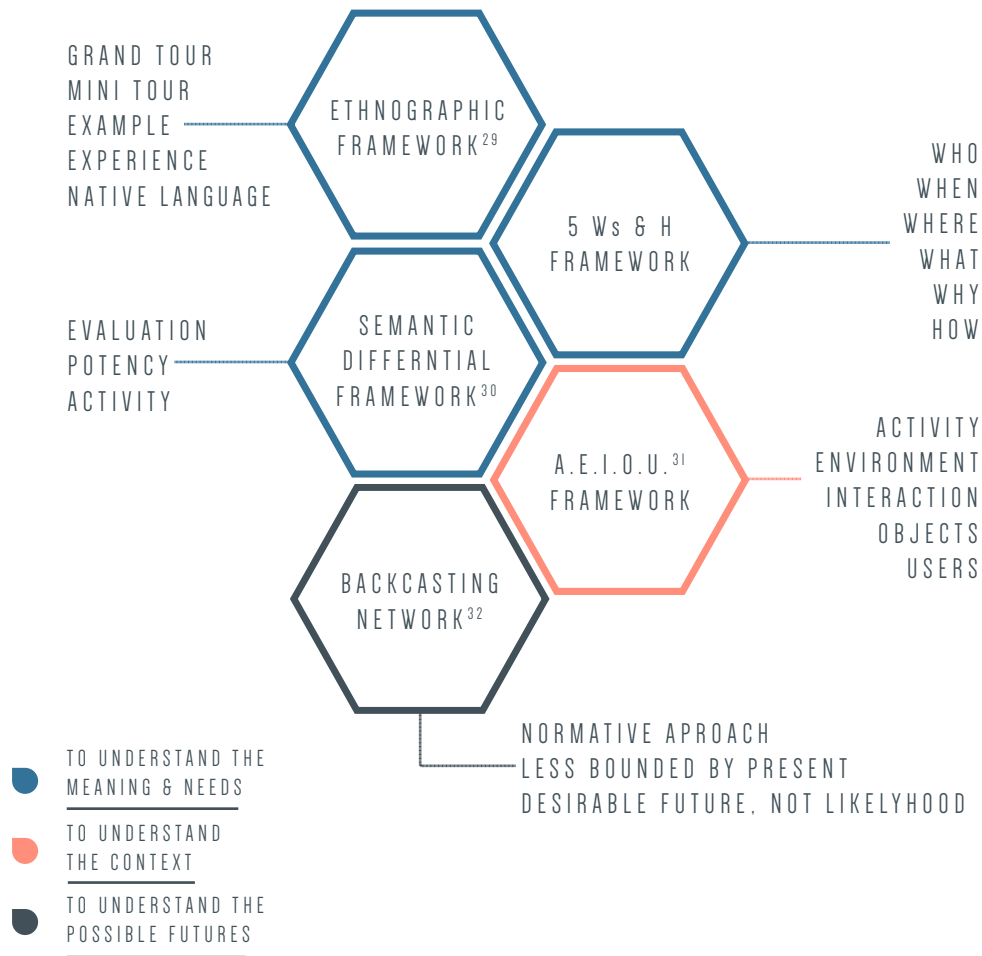 GRAND TOUR
MINI TOUR
EXAMPLE
EXPERIENCE
NATIVE LANGUAGE
ETHNOGRAPHIC
FRAMEWORK29
5 Ws & H
FRAMEWORK
WHO
WHEN
WHERE
WHAT
WHY
HOW
EVALUATION
POTENCY
ACTIVITY
SEMANTIC
DIFFERNTIAL
FRAMEWORK30
A.E.I.O.U.31
FRAMEWORK
ACTIVITY
ENVIRONMENT
INTERACTION
OBJECTS
USERS
BACKCASTING
NETWORK32
NORMATIVE APROACH
LESS BOUNDED BY PRESENT
DESIRABLE FUTURE, NOT LIKELYHOOD
TO UNDERSTAND THE
MEANING & NEEDS
TO UNDERSTAND
THE CONTEXT
TO UNDERSTAND THE
POSSIBLE FUTURES